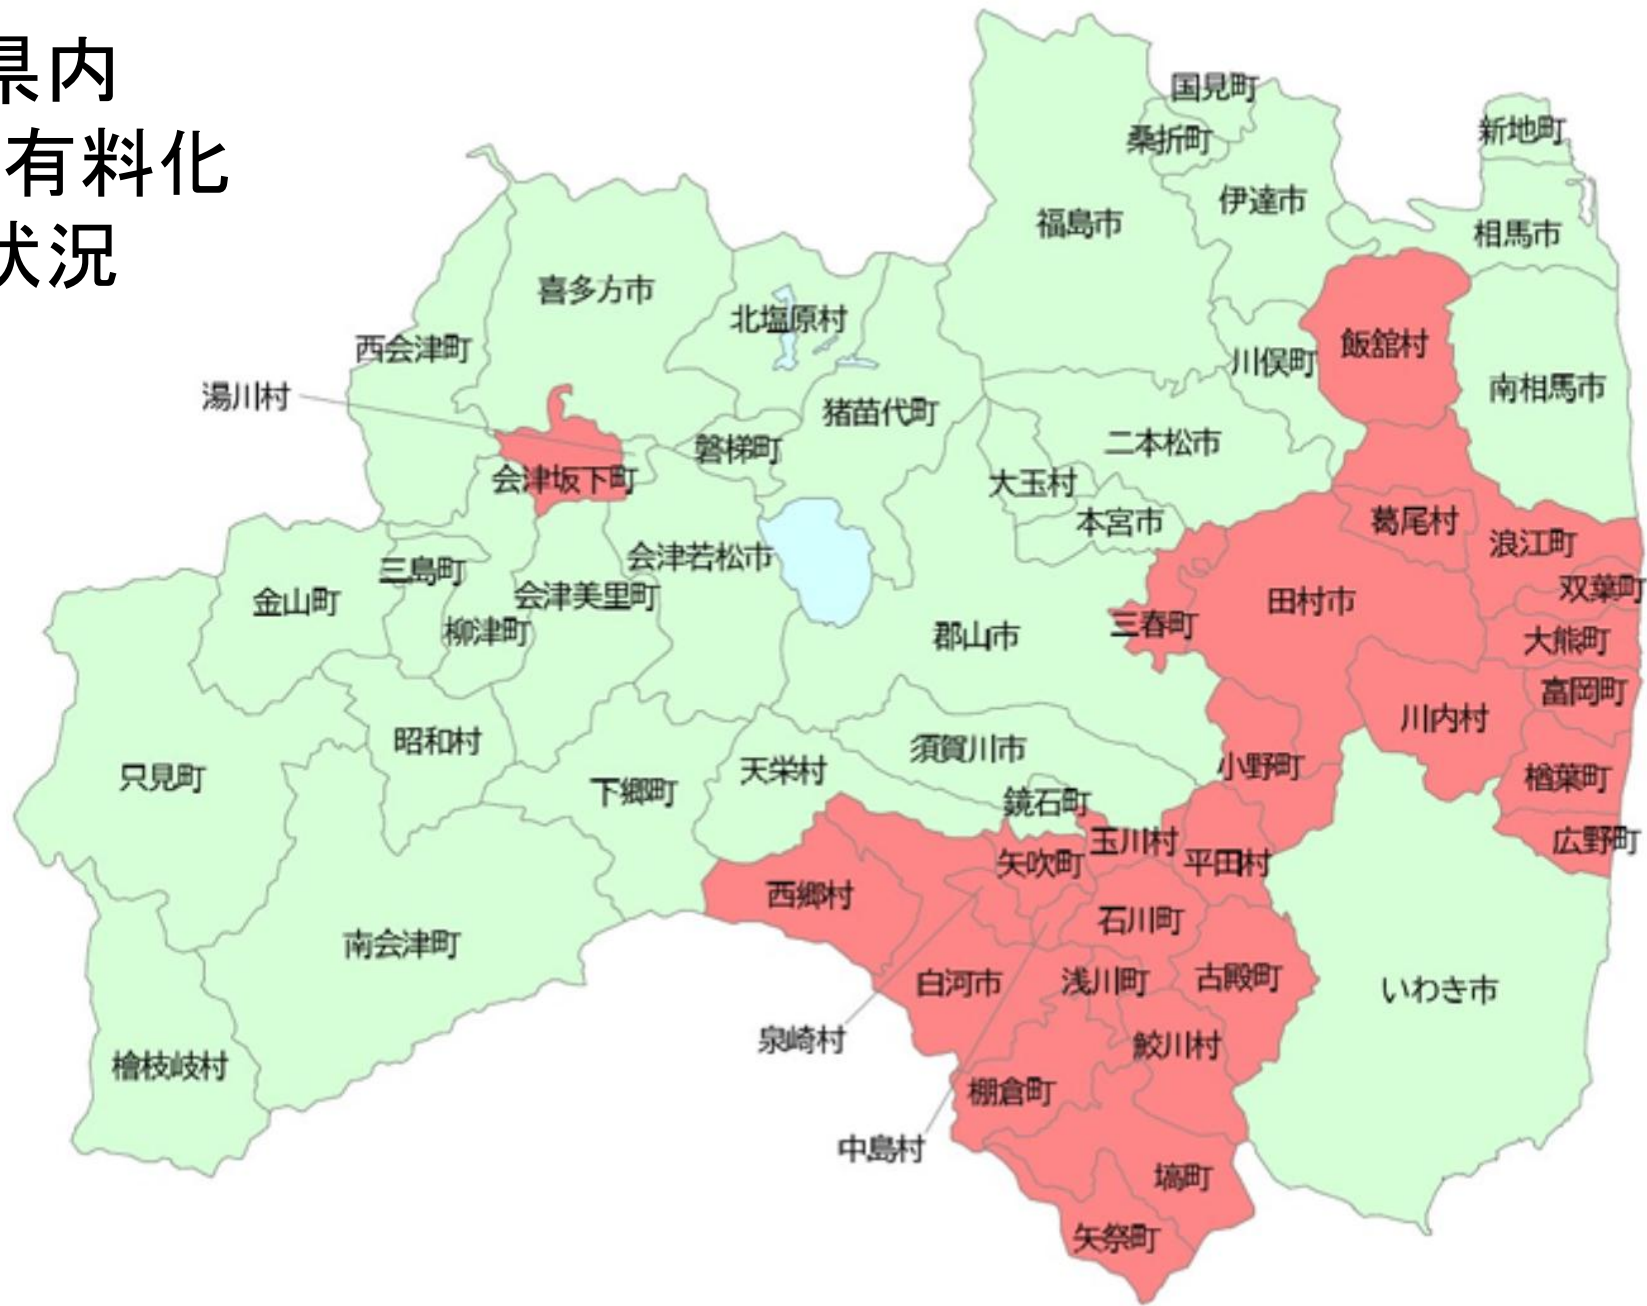 県内
有料化
状況
国見町
新地町
桑折町
伊達市
福島市
相馬市
喜多方市
北塩原村
西会津町
川俣町
飯舘村
南相馬市
湯川村
猪苗代町
磐梯町
二本松市
会津坂下町
大玉村
本宮市
葛尾村
浪江町
会津若松市
三島町
双葉町
金山町
会津美里町
田村市
三春町
柳津町
郡山市
大熊町
富岡町
川内村
昭和村
須賀川市
只見町
天栄村
小野町
楢葉町
下郷町
鏡石町
玉川村
広野町
矢吹町
平田村
西郷村
石川町
南会津町
白河市
浅川町
古殿町
いわき市
泉崎村
鮫川村
檜枝岐村
棚倉町
中島村
塙町
矢祭町